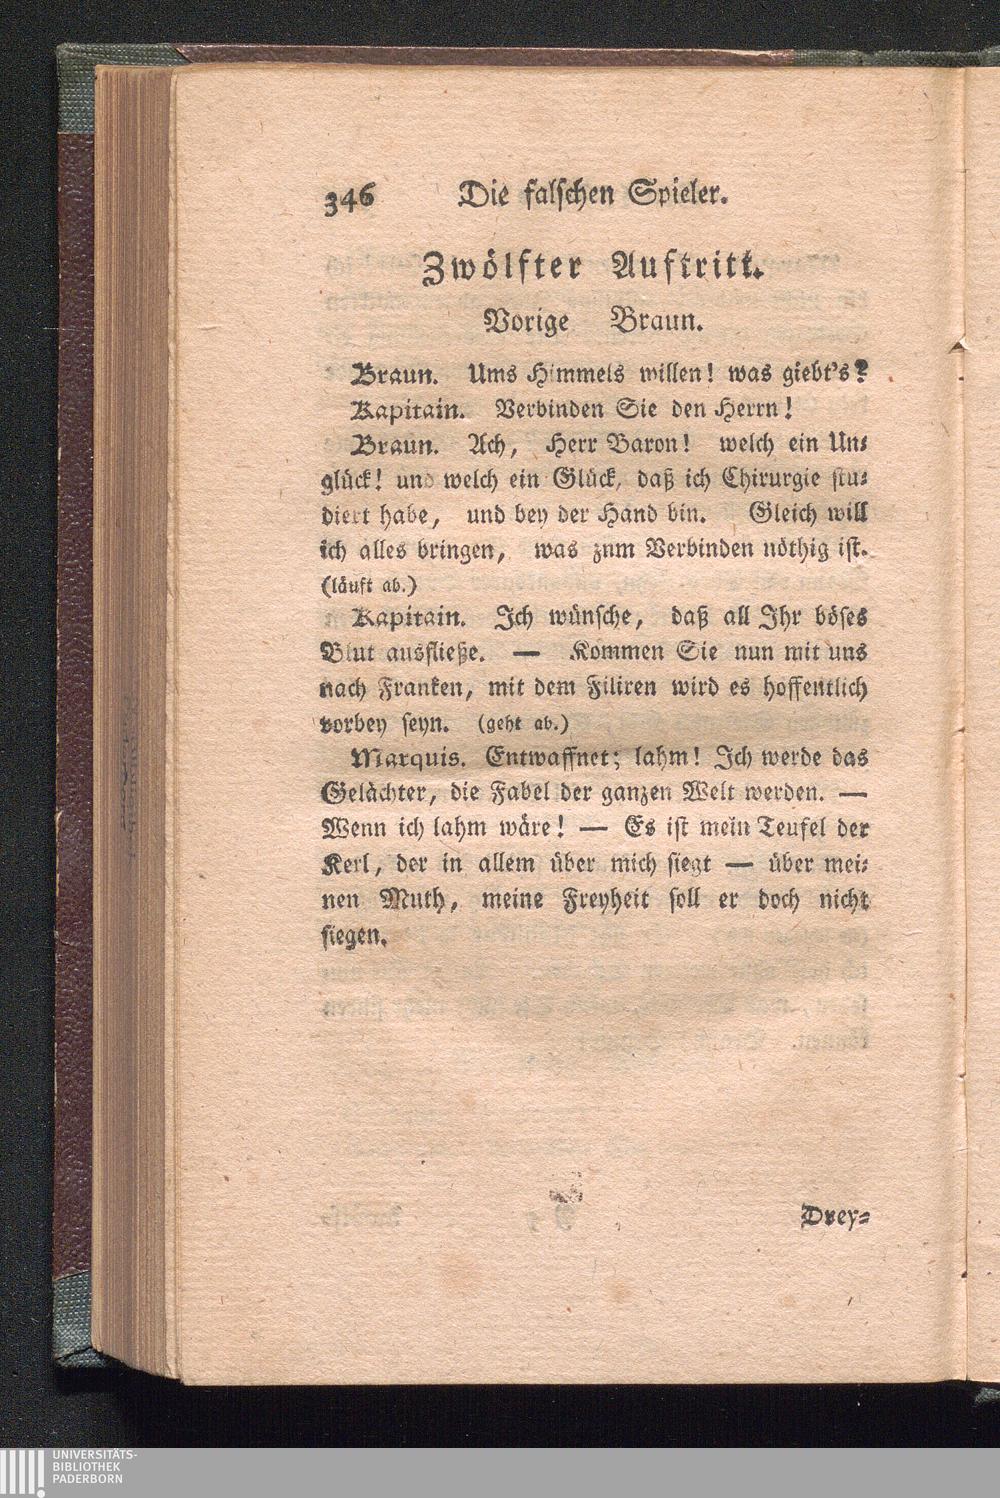 346 Die falſchen Spieler.
Zwölfter Auftritt.
Vorige Braun.
Braun. Ums Himmels willen! was giebt's?
Kapitain. Verbinden Sie den Herrn!
Braun. Ach, Herr Baron! welch ein Un⸗
glück! und welch ein Glück, daß ich Chirurgie ſtu⸗
diert habe, und bey der Hand bin. Gleich will
ich alles bringen, was znm Verbinden nöthig iſt.
(läuft ab.)
Kapitain. Ich wünſche, daß all Ihr böſes
Blut ausfließe. — Kommen Sie nun mit uns
nach Franken, mit dem Filiren wird es hoffentlich
vorbey ſeyn. (geht ab.)
Marquis. Entwaffnet; lahm! Ich werde das
Gelächter, die Fabel der ganzen Welt werden. —
Wenn ich lahm wäre! — Es iſt mein Teufel der
Kerl, der in allem über mich ſiegt — über mei⸗
nen Muth, meine Freyheit ſoll er doch nicht
ſiegen.
Drey⸗
UNIVERSITÄTS-
BIBLIOTHEK
PADERBORN